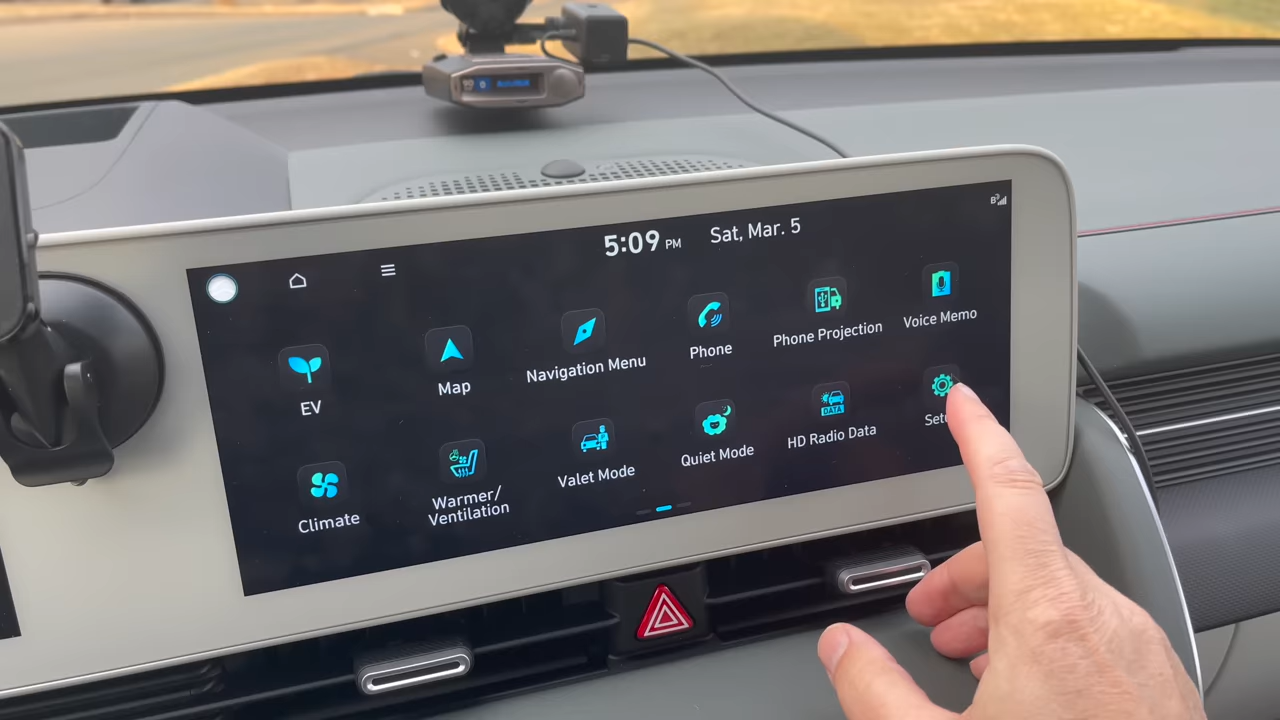 5:09 PM Sat, Mar. 5
EV
Map
Navigation Menu
Phone
Phone Projection
Voice Memo
Climate
Warmer/
Ventilation
Valet Mode
Quiet Mode
DATA
HD Radio Data